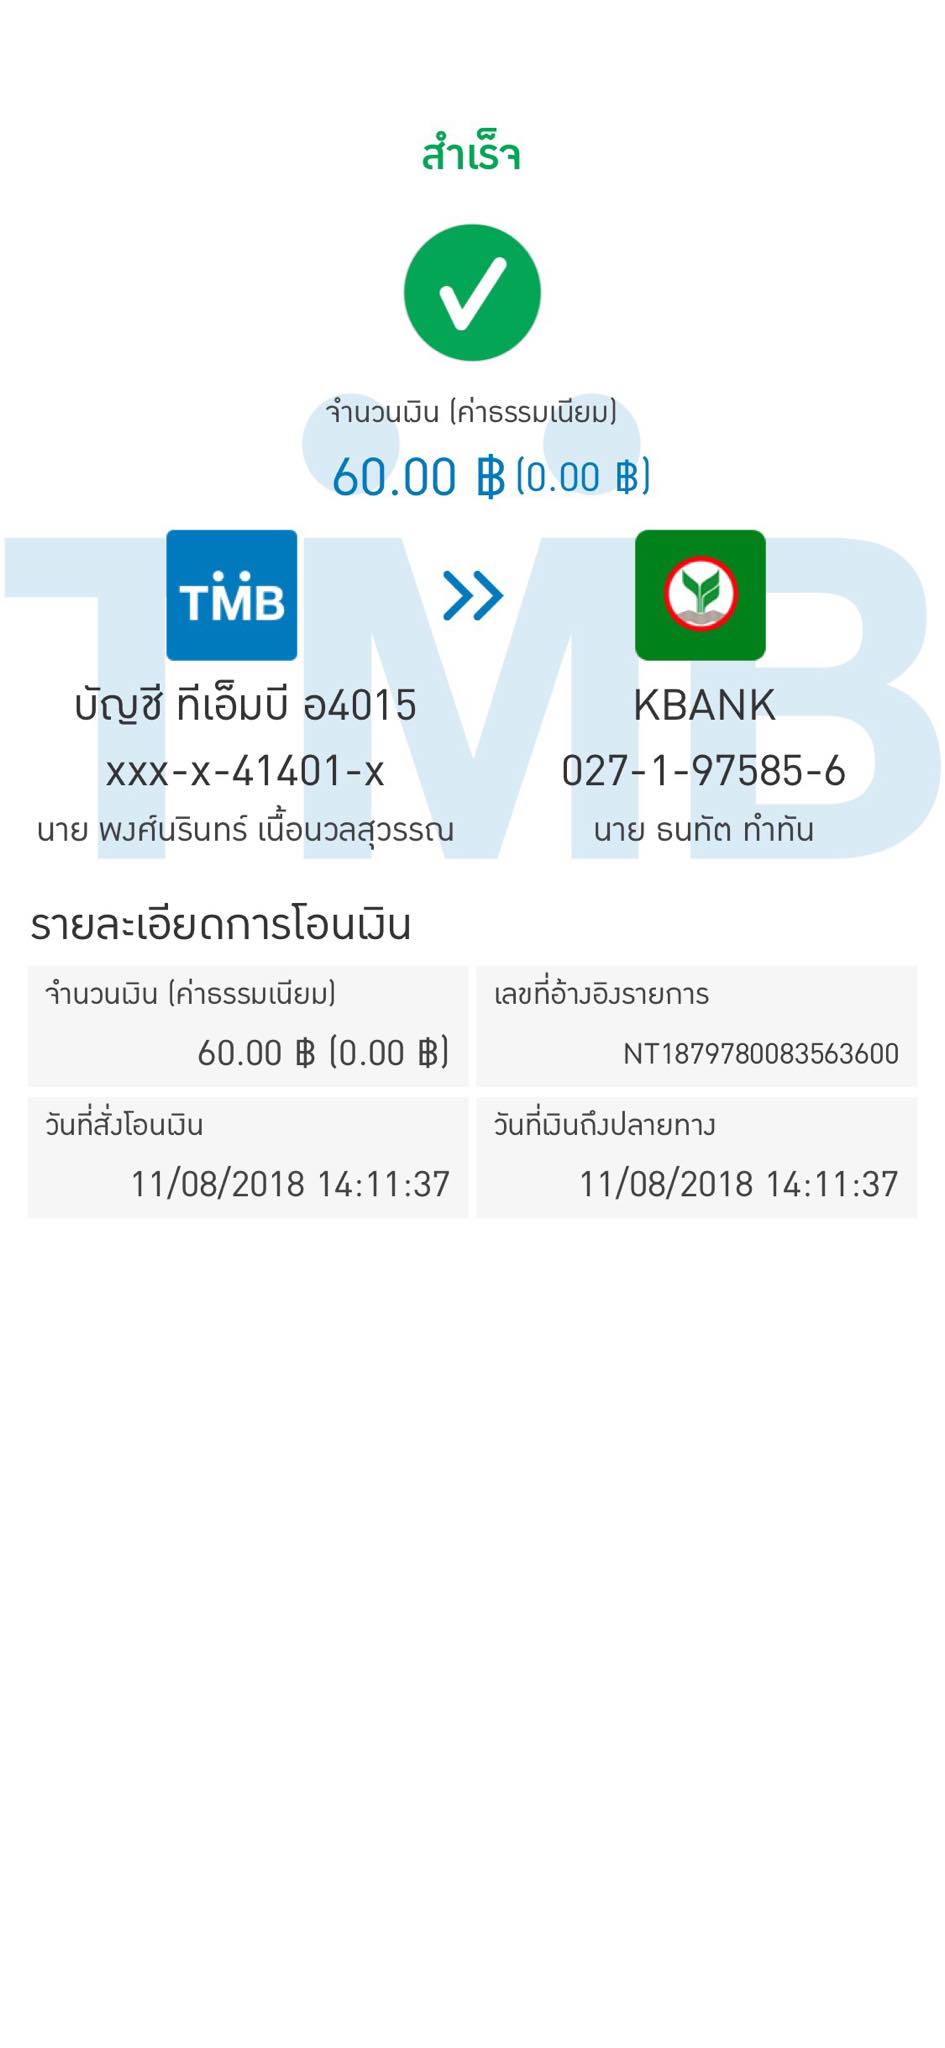 สำเร็จ
จำนวนเงิน (ค่าธรรมเนียม)
60.00 ฿ (0.00 ฿)
TMB
TMB
บัญชี ทีเอ็มบี อ4015
KBANK
xxx-x-41401-x
027-1-97585-6
นาย พงศ์นรินทร์ เนื้อนวลสุวรรณ
นาย ธนทัต ทำทัน
รายละเอียดการโอนเงิน
จำนวนเงิน (ค่าธรรมเนียม)
60.00 ฿ (0.00 ฿)
เลขที่อ้างอิงรายการ
NT1879780083563600
วันที่สั่งโอนเงิน
11/08/2018 14:11:37
วันที่เงินถึงปลายทาง
11/08/2018 14:11:37